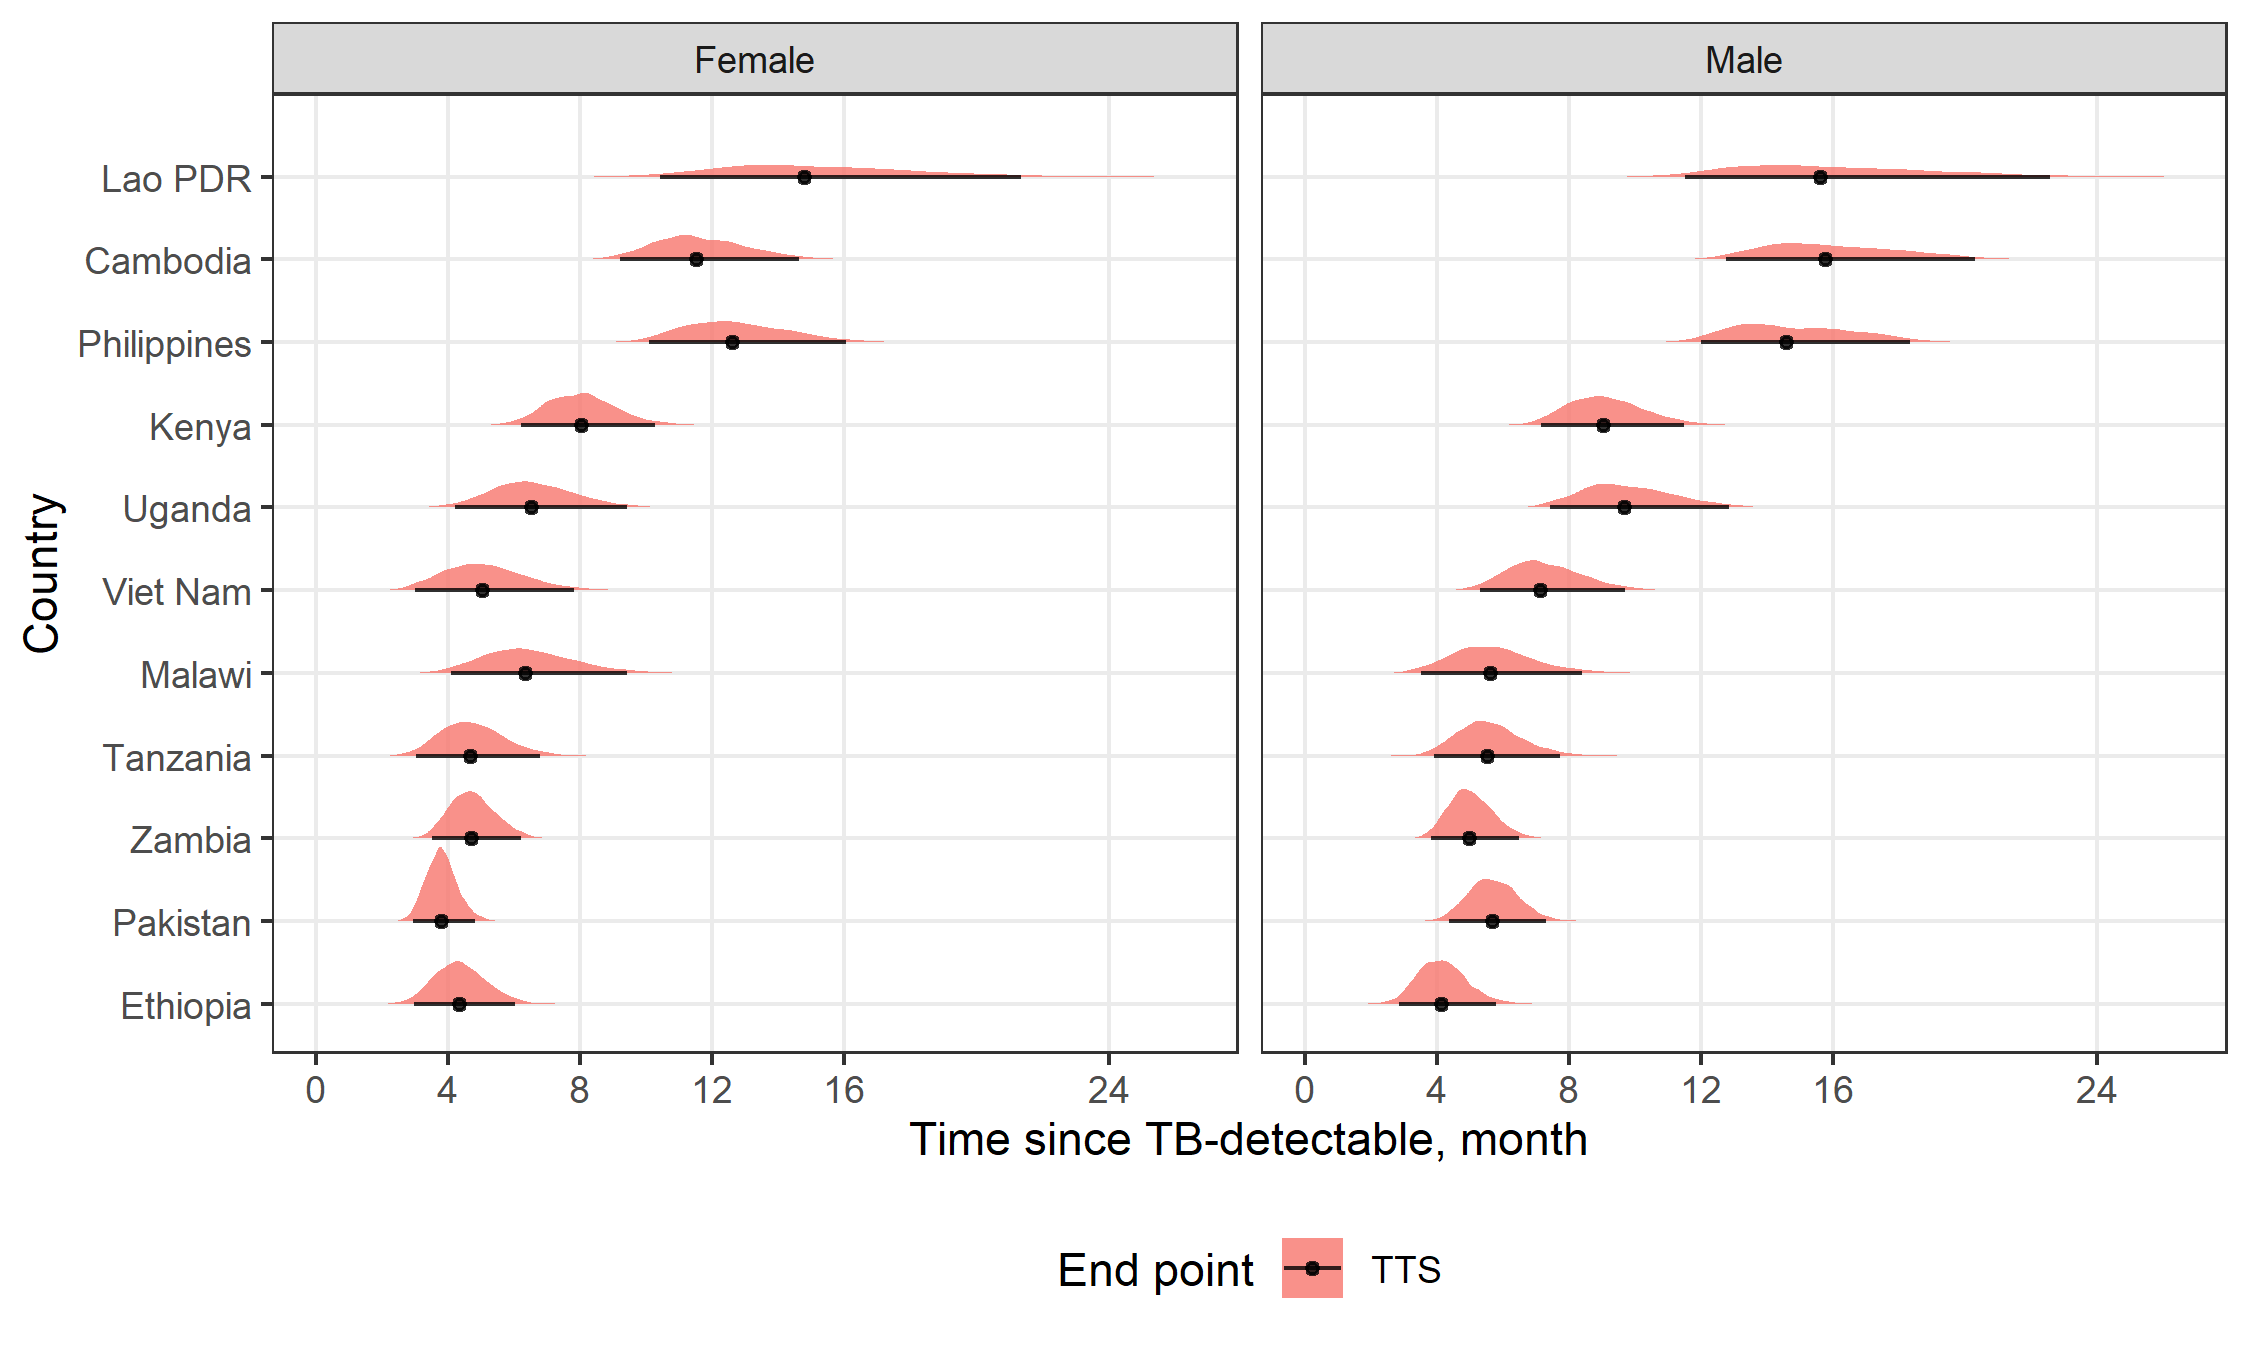 Female Male
Lao PDR
Cambodia
Philippines
Kenya
Uganda
Viet Nam
Malawi
Tanzania
Zambia
Pakistan
Ethiopia
Country
0 4 8 12 16 24 0 4 8 12 16 24
Time since TB-detectable, month
End point TTS